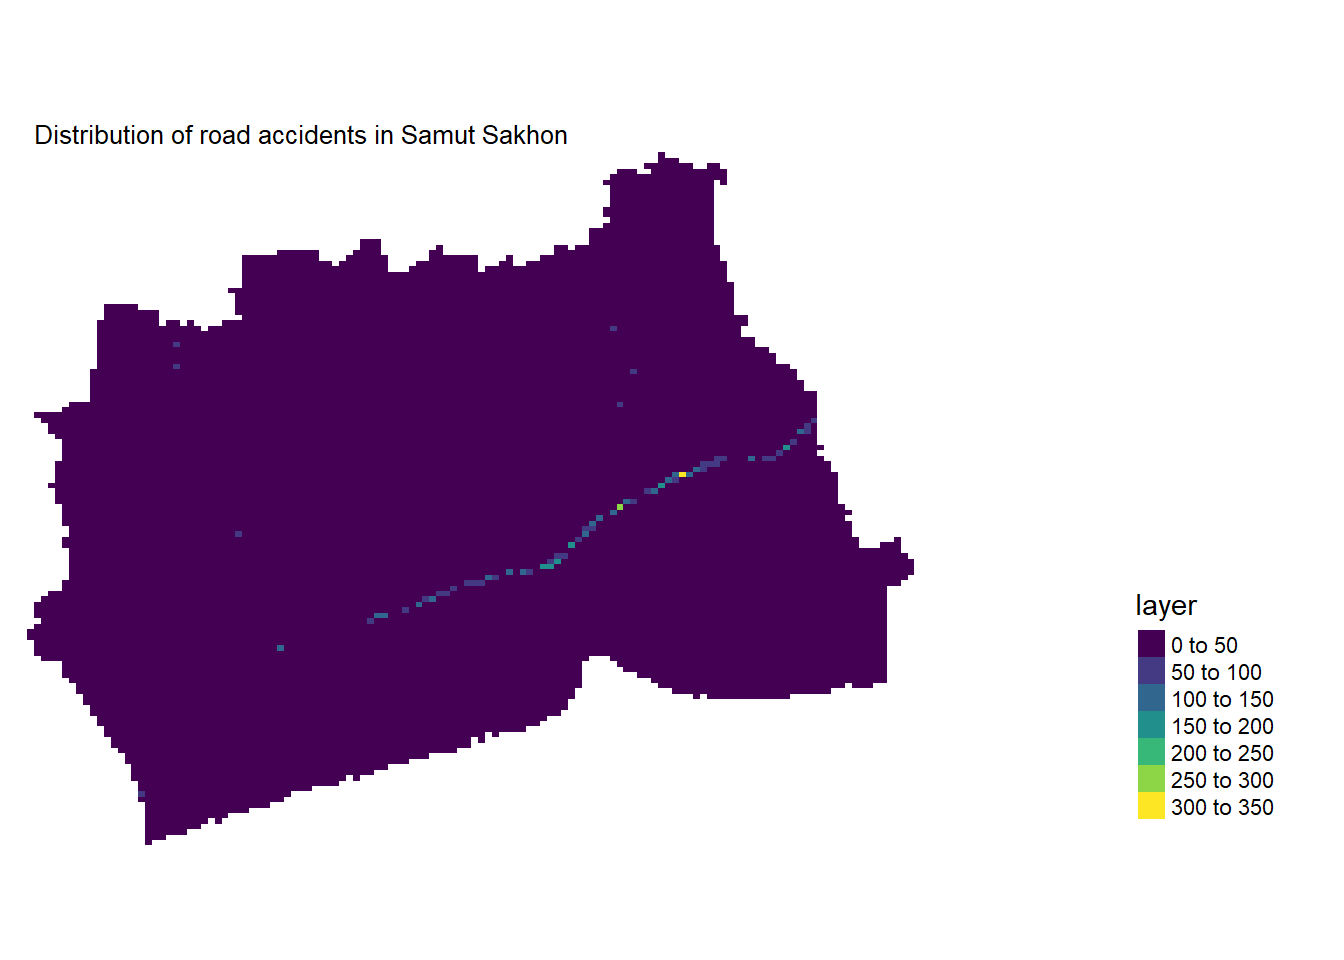 Distribution of road accidents in Samut Sakhon
layer
0 to 50
50 to 100
100 to 150
150 to 200
200 to 250
250 to 300
300 to 350